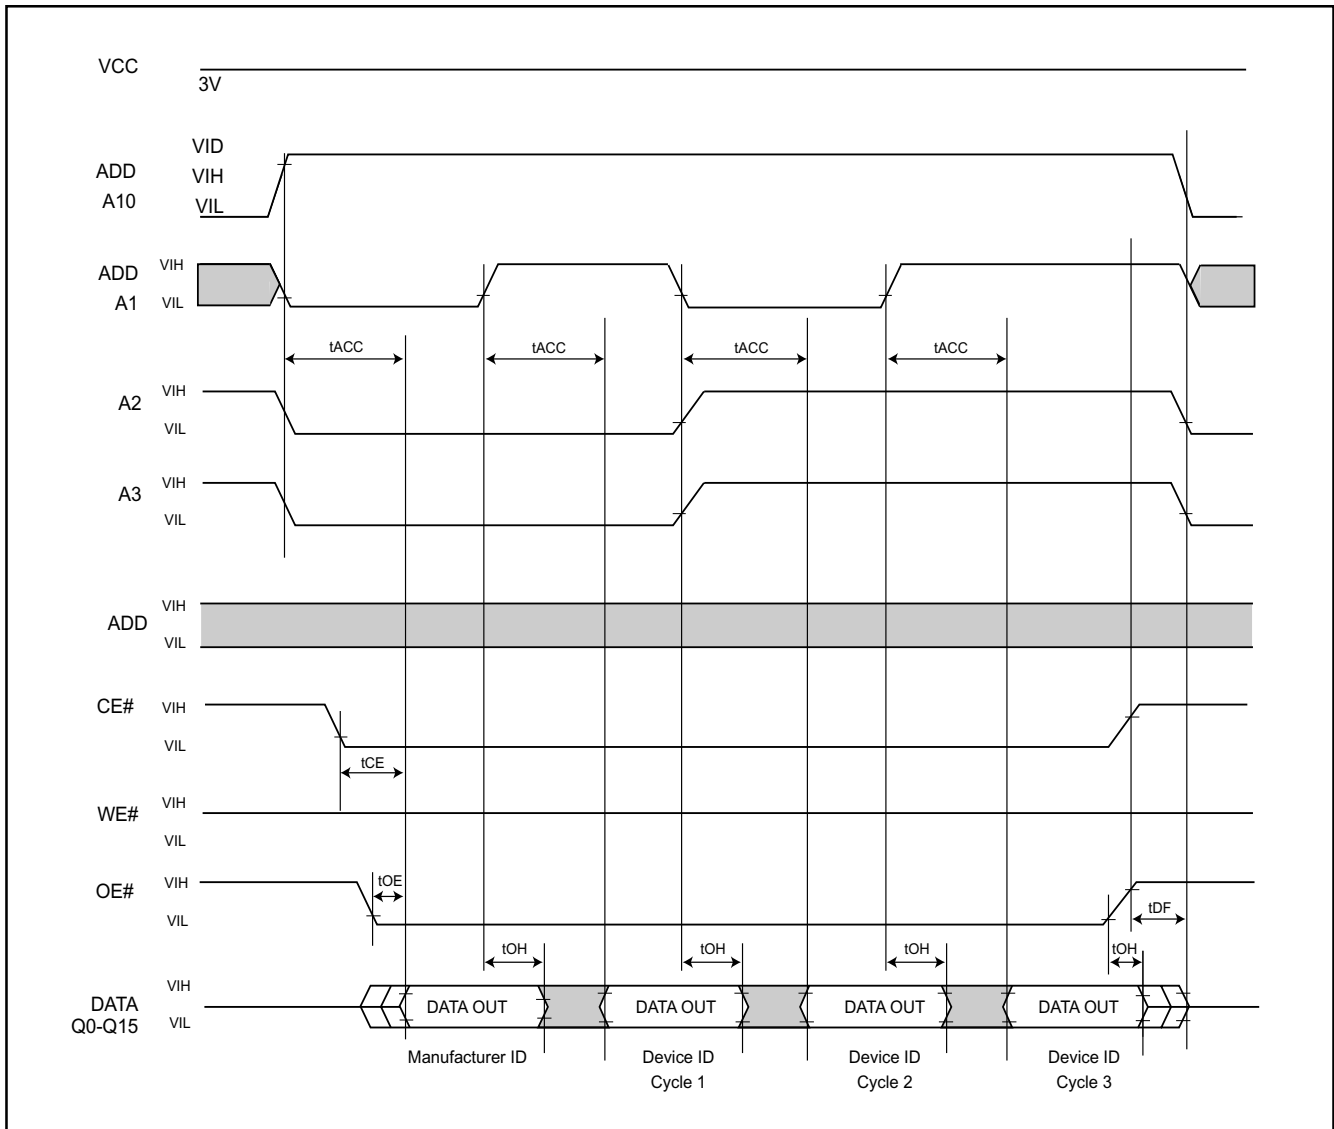 VCC
3V
VID
ADD
VIH
A10
VIL
VIH
ADD
A1
VIL
tACC tACC tACC tACC
VIH
A2
VIL
VIH
A3
VIL
VIH
ADD
VIL
CE#
VIH
VIL
tCE
VIH
WE#
VIL
VIH
OE#
tOE
VIL
tDF
tOH tOH tOH tOH
VIH
DATA
Q0-Q15
VIL
DATA OUT DATA OUT DATA OUT DATA OUT
Manufacturer ID Device ID Device ID Device ID
Cycle 1 Cycle 2 Cycle 3